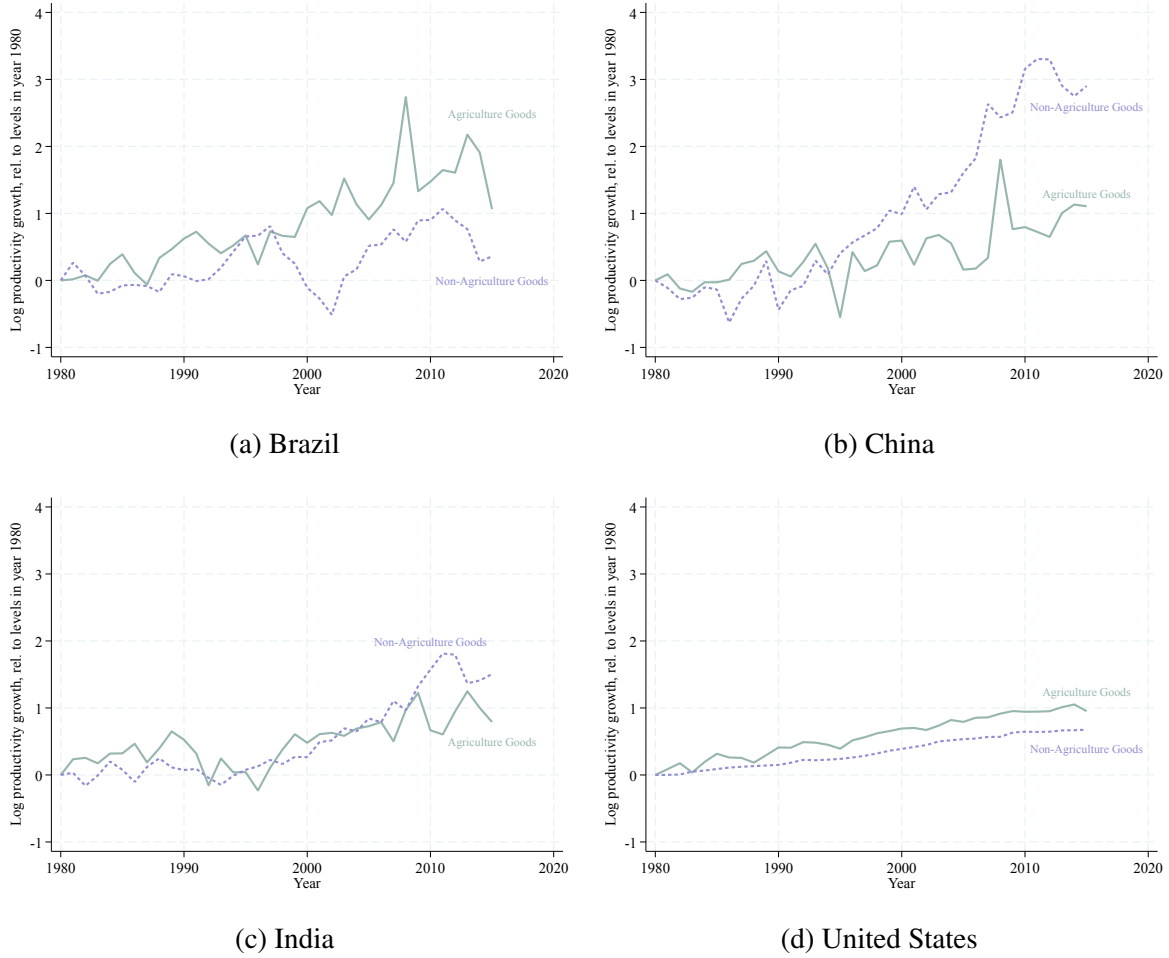 Log productivity growth, rel. to levels in year 1980
4
3
2
1
0
-1
Agriculture Goods
Non-Agriculture Goods
1980 1990 2000 2010 2020
Year
(a) Brazil
Log productivity growth, rel. to levels in year 1980
4
3
2
1
0
-1
Non-Agriculture Goods
Agriculture Goods
1980 1990 2000 2010 2020
Year
(b) China
Log productivity growth, rel. to levels in year 1980
4
3
2
1
0
-1
Non-Agriculture Goods
Agriculture Goods
1980 1990 2000 2010 2020
Year
(c) India
Log productivity growth, rel. to levels in year 1980
4
3
2
1
0
-1
Agriculture Goods
Non-Agriculture Goods
1980 1990 2000 2010 2020
Year
(d) United States